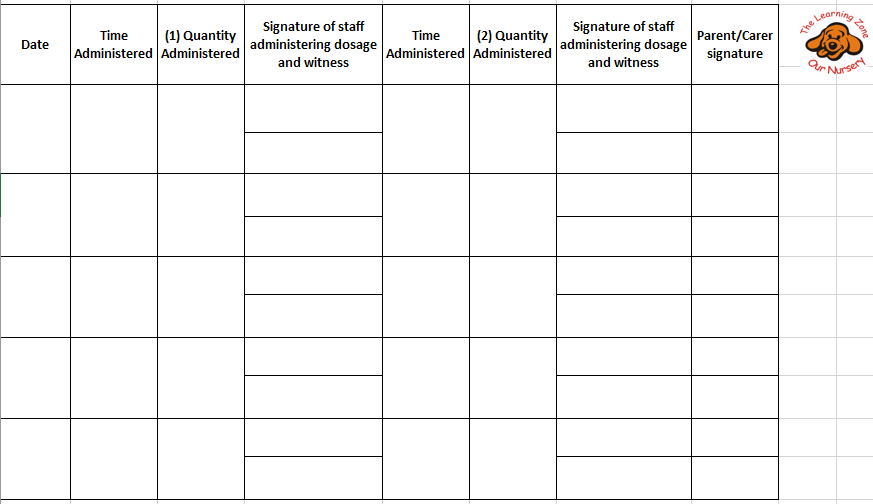 Date
Time
Administered
(1) Quantity
Administered
Signature of staff
administering dosage
and witness
Time
Administered
(2) Quantity
Administered
Signature of staff
administering dosage
and witness
Parent/Carer
signature
The Learning Zone
Our Nursery